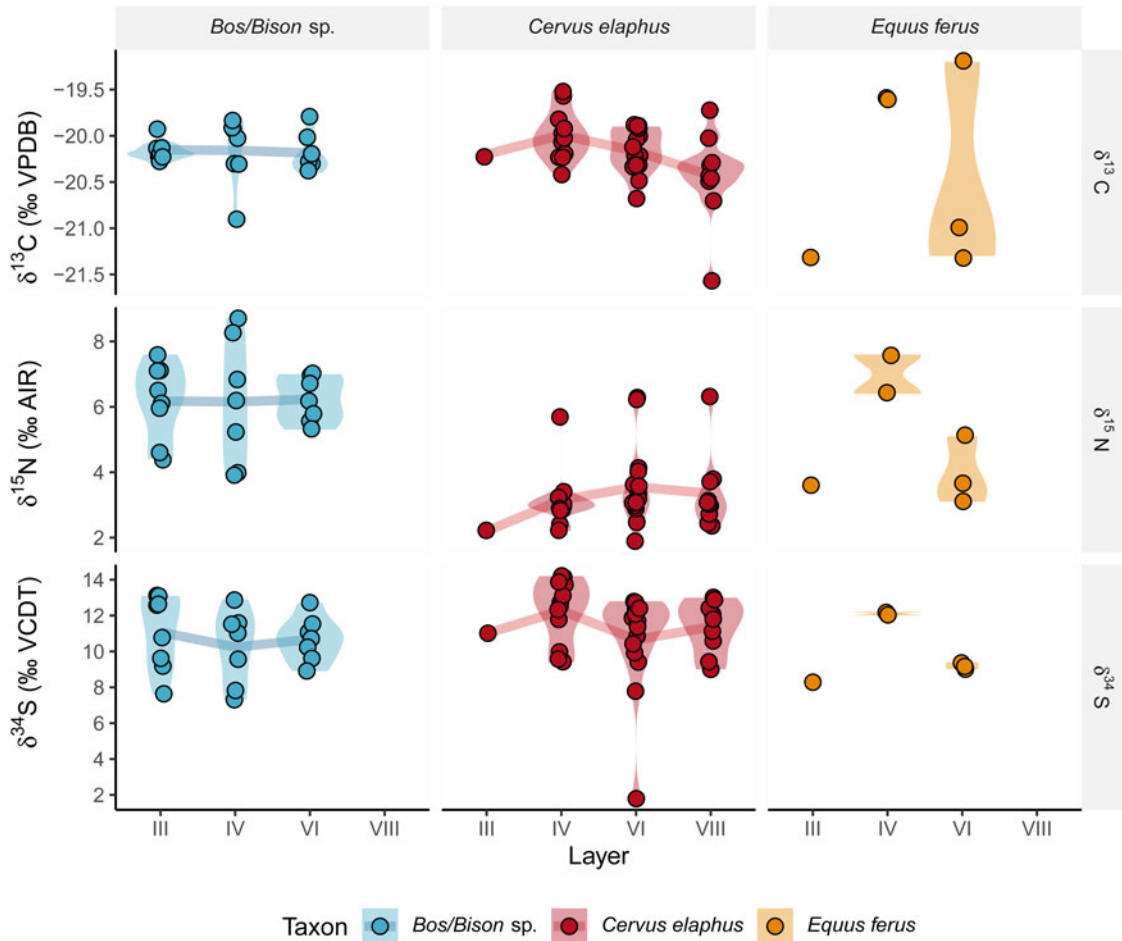 Bos/Bison sp.
Cervus elaphus
Equus ferus
δ¹³C (‰ VPDB)
−19.5
−20.0
−20.5
−21.0
−21.5
δ¹³C
δ¹⁵N (‰ AIR)
8
6
4
2
δ¹⁵N
δ³⁴S (‰ VCDT)
14
12
10
8
6
4
2
δ³⁴S
III IV VI VIII
III IV VI VIII
III IV VI VIII
Layer
Taxon Bos/Bison sp. Cervus elaphus Equus ferus